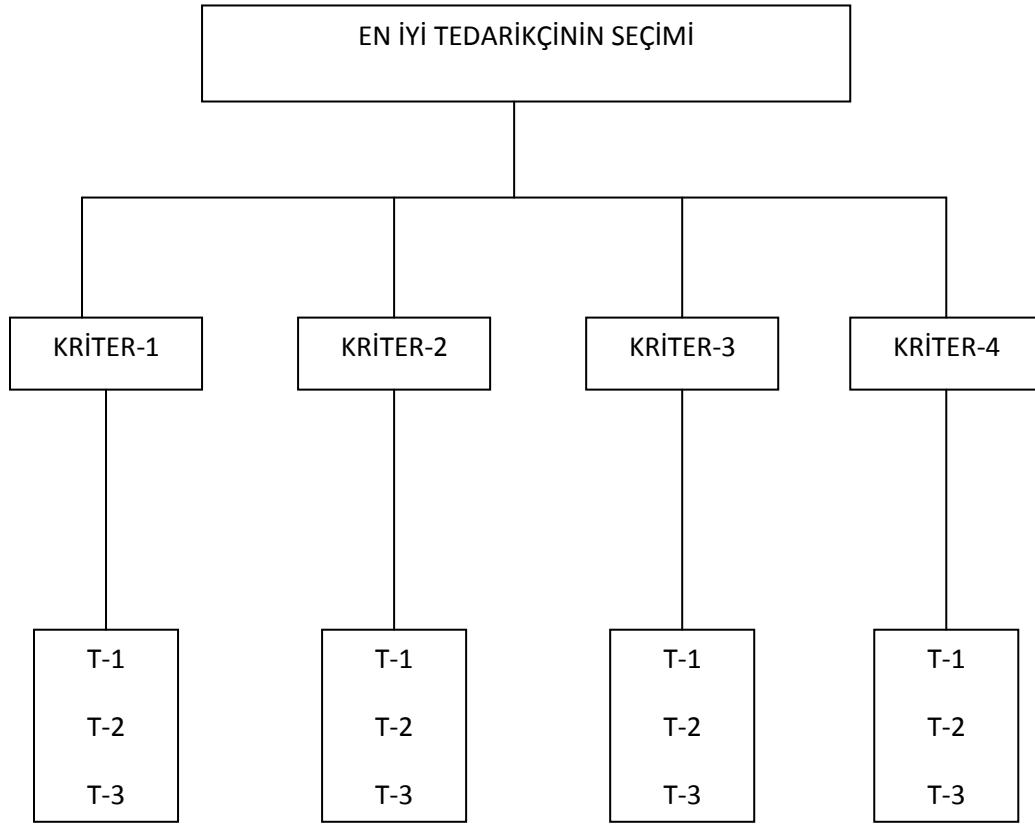 EN İYİ TEDARİKÇİNİN SEÇİMİ
KRİTER-1
KRİTER-2
KRİTER-3
KRİTER-4
T-1
T-2
T-3
T-1
T-2
T-3
T-1
T-2
T-3
T-1
T-2
T-3